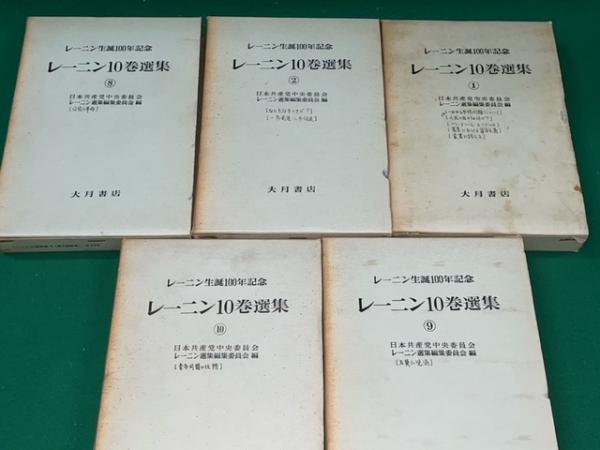 レーニン生誕100年記念
レーニン10巻選集
⑧
日本共産党中央委員会
レーニン選集編集委員会 編
大月書店
レーニン生誕100年記念
レーニン10巻選集
②
日本共産党中央委員会
レーニン選集編集委員会 編
大月書店
レーニン生誕100年記念
レーニン10巻選集
①
日本共産党中央委員会
レーニン選集編集委員会 編
大月書店
レーニン生誕100年記念
レーニン10巻選集
⑩
日本共産党中央委員会
レーニン選集編集委員会 編
レーニン生誕100年記念
レーニン10巻選集
⑨
日本共産党中央委員会
レーニン選集編集委員会 編